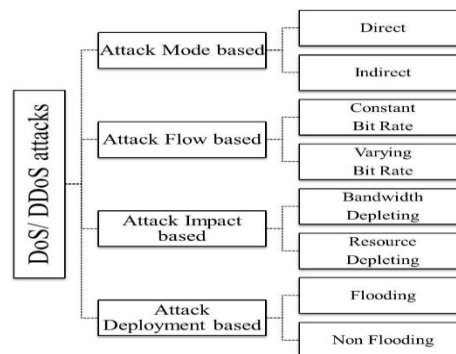 DoS/ DDoS attacks
Attack Mode based
Direct
Indirect
Attack Flow based
Constant
Bit Rate
Varying
Bit Rate
Attack Impact
based
Bandwidth
Depleting
Resource
Depleting
Attack
Deployment based
Flooding
Non Flooding